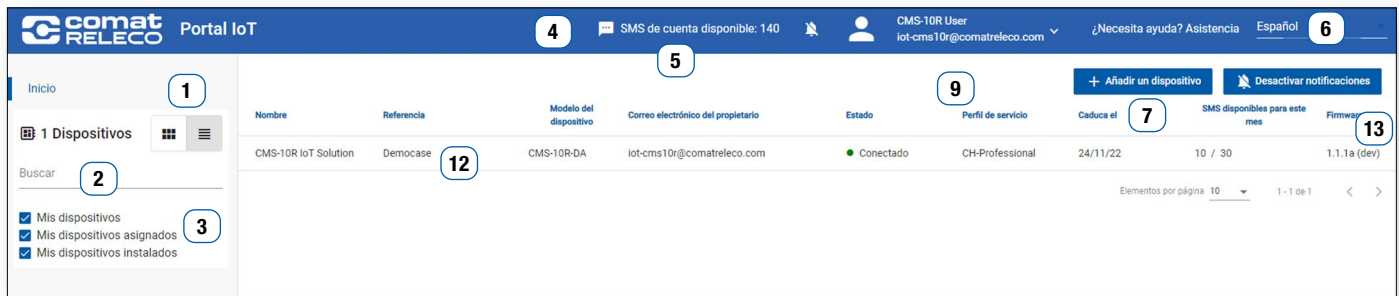 comat
RELECO
Portal IoT
4
SMS de cuenta disponible: 140
CMS-10R User
iot-cms10r@comatreleco.com
¿Necesita ayuda? Asistencia
Español
6
5
Inicio
1
9
+ Añadir un dispositivo
Desactivar notificaciones
1 Dispositivos
Nombre
Referencia
Modelo del
dispositivo
Correo electrónico del propietario
Estado
Perfil de servicio
Caduca el
7
SMS disponibles para este
mes
13
CMS-10R IoT Solution
Democase
12
CMS-10R-DA
iot-cms10r@comatreleco.com
Conectado
CH-Professional
24/11/22
10 / 30
1.1.1a (dev)
Buscar
2
Elementos por página 10
1 - 1 de 1
Mis dispositivos
Mis dispositivos asignados
Mis dispositivos instalados
3